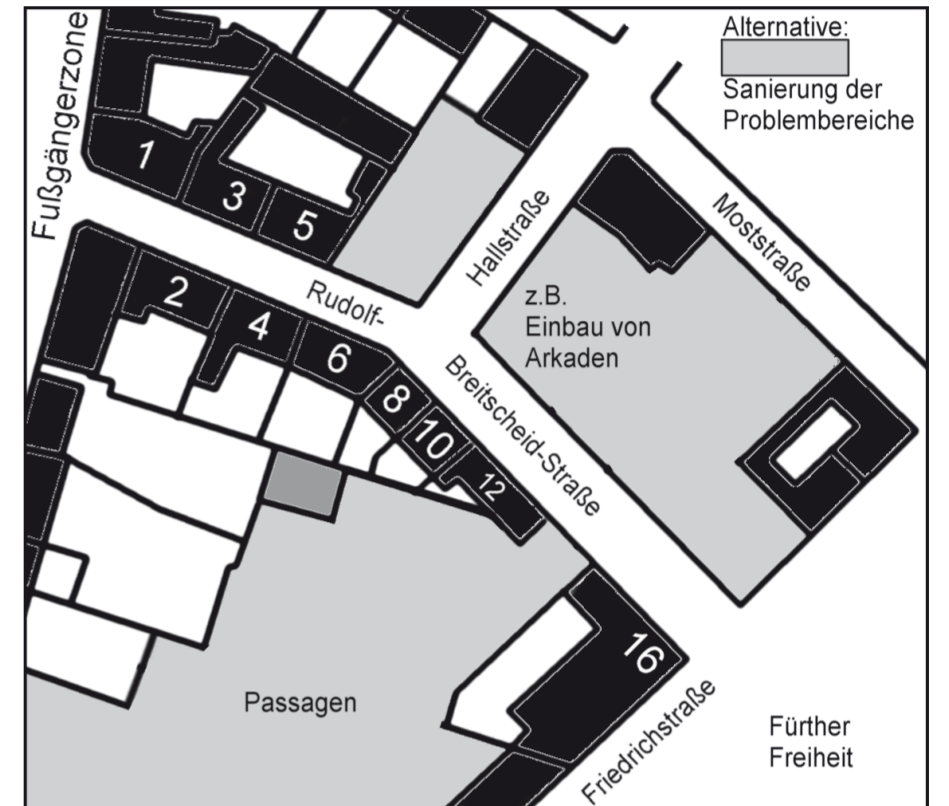 Alternative:
Sanierung der
Problembereiche
Fußgängerzone
1
3
5
Hallstraße
Moststraße
2
4
6
8
10
12
Rudolf-
Breitscheid-Straße
z.B.
Einbau von
Arkaden
16
Passagen
Friedrichstraße
Fürther
Freiheit